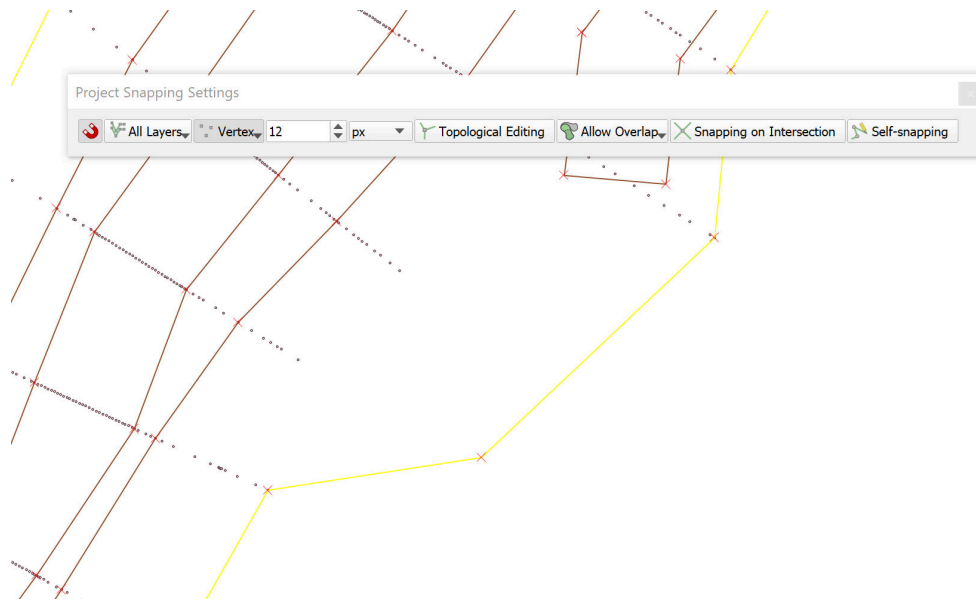 Project Snapping Settings
All Layers Vertex 12 px Topological Editing Allow Overlap Snapping on Intersection Self-snapping